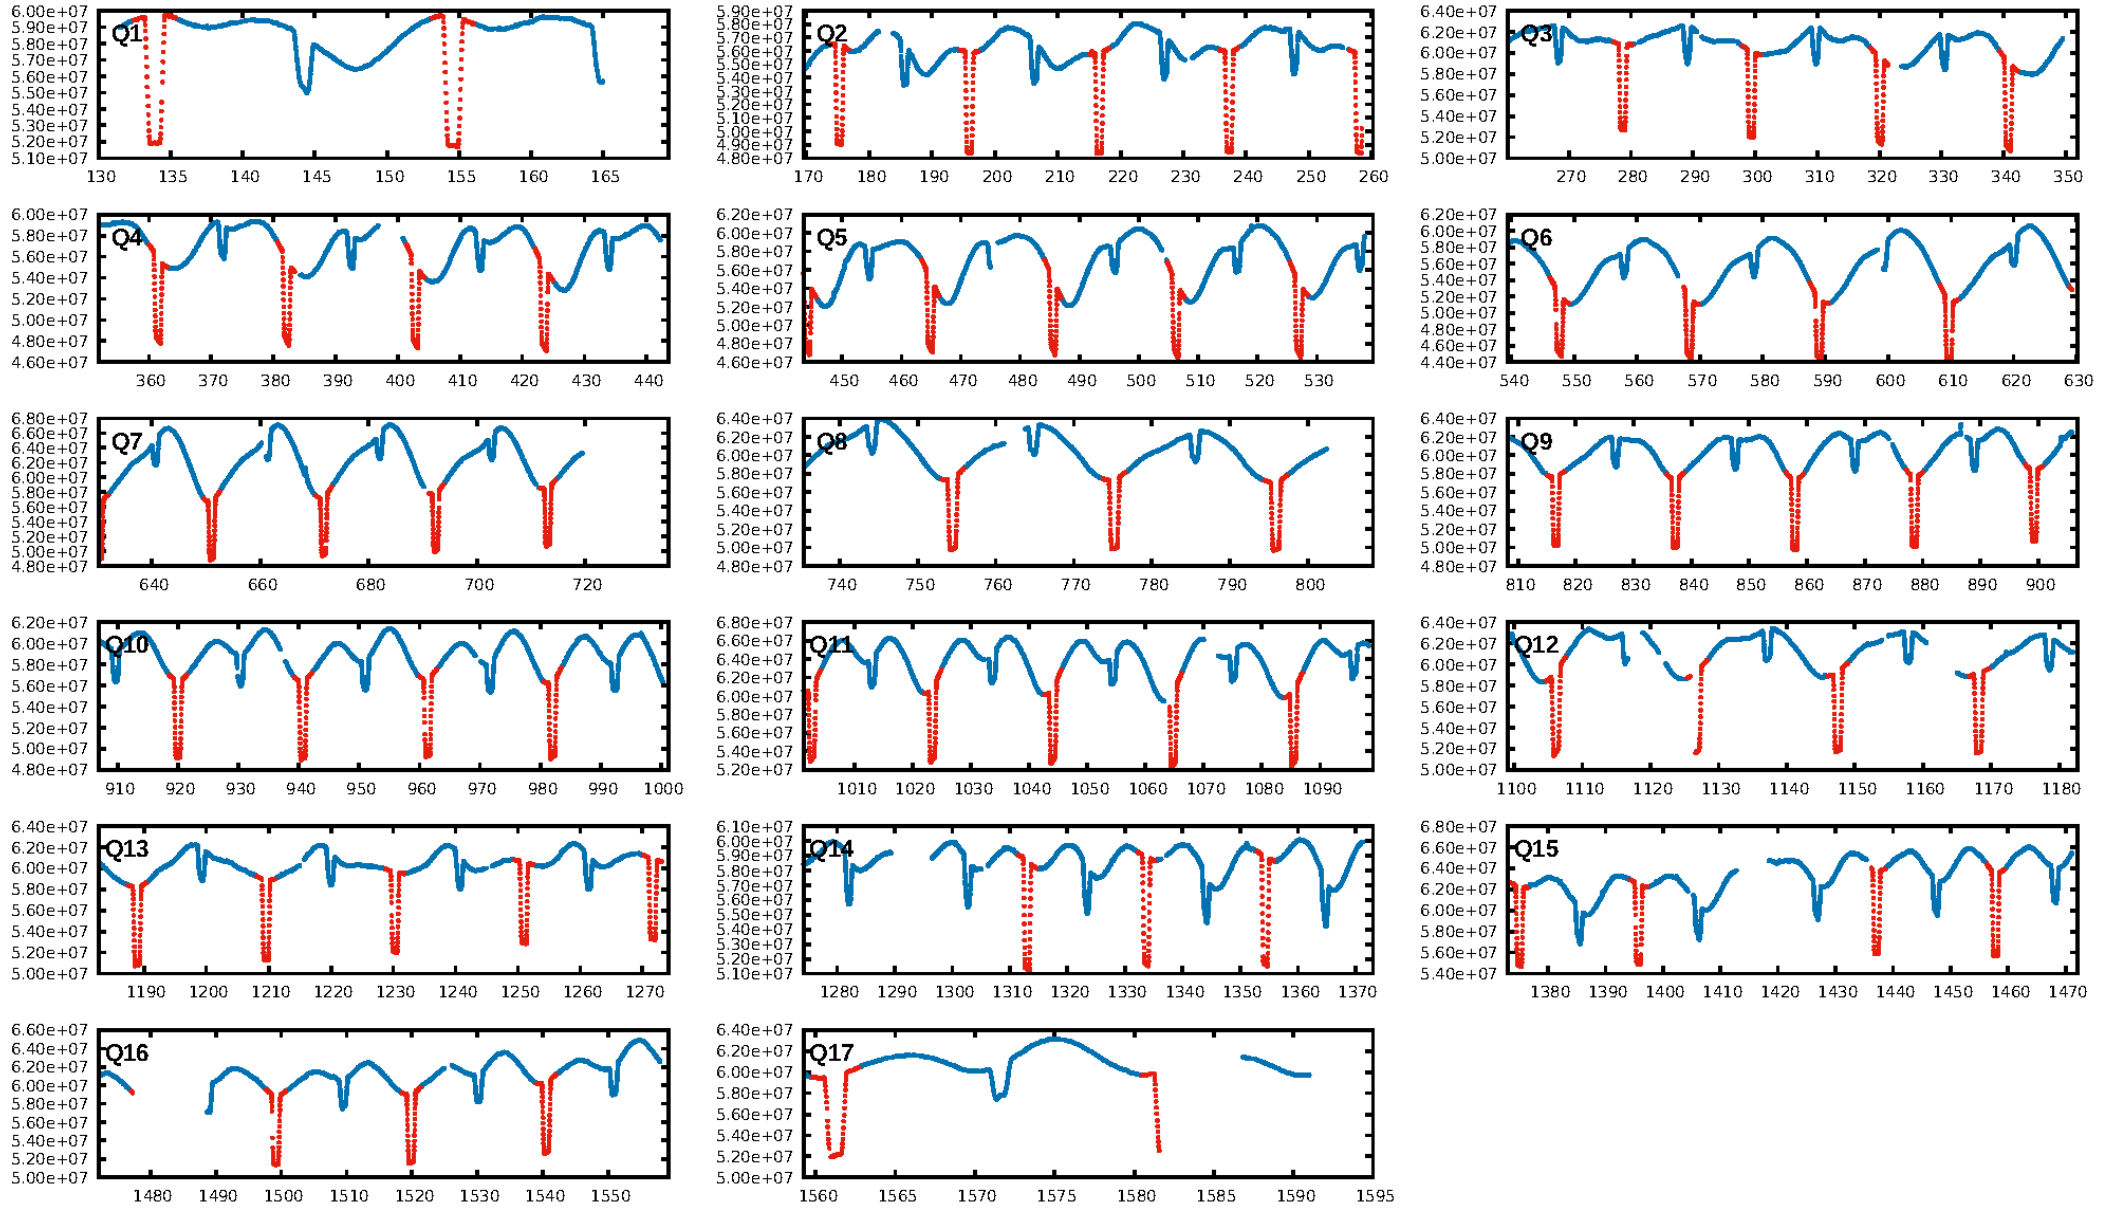 6.00e+07
5.90e+07
5.80e+07
5.70e+07
5.60e+07
5.50e+07
5.40e+07
5.30e+07
5.20e+07
5.10e+07
Q1
130 135 140 145 150 155 160 165
5.90e+07
5.80e+07
5.70e+07
5.60e+07
5.50e+07
5.40e+07
5.30e+07
5.20e+07
5.10e+07
5.00e+07
4.90e+07
4.80e+07
Q2
170 180 190 200 210 220 230 240 250 260
6.40e+07
6.20e+07
6.00e+07
5.80e+07
5.60e+07
5.40e+07
5.20e+07
5.00e+07
Q3
270 280 290 300 310 320 330 340 350
6.00e+07
5.80e+07
5.60e+07
5.40e+07
5.20e+07
5.00e+07
4.80e+07
4.60e+07
Q4
360 370 380 390 400 410 420 430 440
6.20e+07
6.00e+07
5.80e+07
5.60e+07
5.40e+07
5.20e+07
5.00e+07
4.80e+07
4.60e+07
Q5
450 460 470 480 490 500 510 520 530
6.20e+07
6.00e+07
5.80e+07
5.60e+07
5.40e+07
5.20e+07
5.00e+07
4.80e+07
4.60e+07
4.40e+07
Q6
540 550 560 570 580 590 600 610 620 630
6.80e+07
6.60e+07
6.40e+07
6.20e+07
6.00e+07
5.80e+07
5.60e+07
5.40e+07
5.20e+07
5.00e+07
4.80e+07
Q7
640 660 680 700 720
6.40e+07
6.20e+07
6.00e+07
5.80e+07
5.60e+07
5.40e+07
5.20e+07
5.00e+07
4.80e+07
Q8
740 750 760 770 780 790 800
6.40e+07
6.20e+07
6.00e+07
5.80e+07
5.60e+07
5.40e+07
5.20e+07
5.00e+07
4.80e+07
Q9
810 820 830 840 850 860 870 880 890 900
6.20e+07
6.00e+07
5.80e+07
5.60e+07
5.40e+07
5.20e+07
5.00e+07
4.80e+07
Q10
910 920 930 940 950 960 970 980 990 1000
6.80e+07
6.60e+07
6.40e+07
6.20e+07
6.00e+07
5.80e+07
5.60e+07
5.40e+07
5.20e+07
Q11
1010 1020 1030 1040 1050 1060 1070 1080 1090
6.40e+07
6.20e+07
6.00e+07
5.80e+07
5.60e+07
5.40e+07
5.20e+07
5.00e+07
Q12
1100 1110 1120 1130 1140 1150 1160 1170 1180
6.40e+07
6.20e+07
6.00e+07
5.80e+07
5.60e+07
5.40e+07
5.20e+07
5.00e+07
Q13
1190 1200 1210 1220 1230 1240 1250 1260 1270
6.10e+07
6.00e+07
5.90e+07
5.80e+07
5.70e+07
5.60e+07
5.50e+07
5.40e+07
5.30e+07
5.20e+07
5.10e+07
Q14
1280 1290 1300 1310 1320 1330 1340 1350 1360 1370
6.80e+07
6.60e+07
6.40e+07
6.20e+07
6.00e+07
5.80e+07
5.60e+07
5.40e+07
Q15
1380 1390 1400 1410 1420 1430 1440 1450 1460 1470
6.60e+07
6.40e+07
6.20e+07
6.00e+07
5.80e+07
5.60e+07
5.40e+07
5.20e+07
5.00e+07
Q16
1480 1490 1500 1510 1520 1530 1540 1550
6.40e+07
6.20e+07
6.00e+07
5.80e+07
5.60e+07
5.40e+07
5.20e+07
5.00e+07
Q17
1560 1565 1570 1575 1580 1585 1590 1595